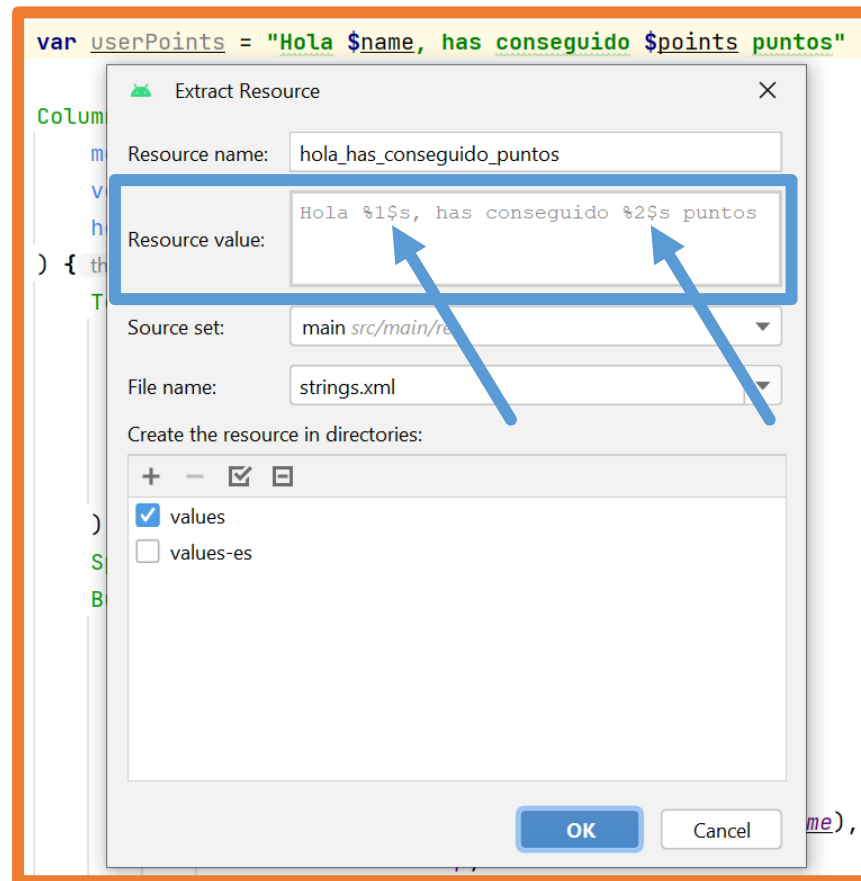 var userPoints = "Hola $name, has conseguido $points puntos"
Extract Resource
Resource name: hola_has_conseguido_puntos
Resource value: Hola %1$s, has conseguido %2$s puntos
Source set: main src/main/re
) { th
File name: strings.xml
Create the resource in directories:
values
)
values-es
OK Cancel
me),